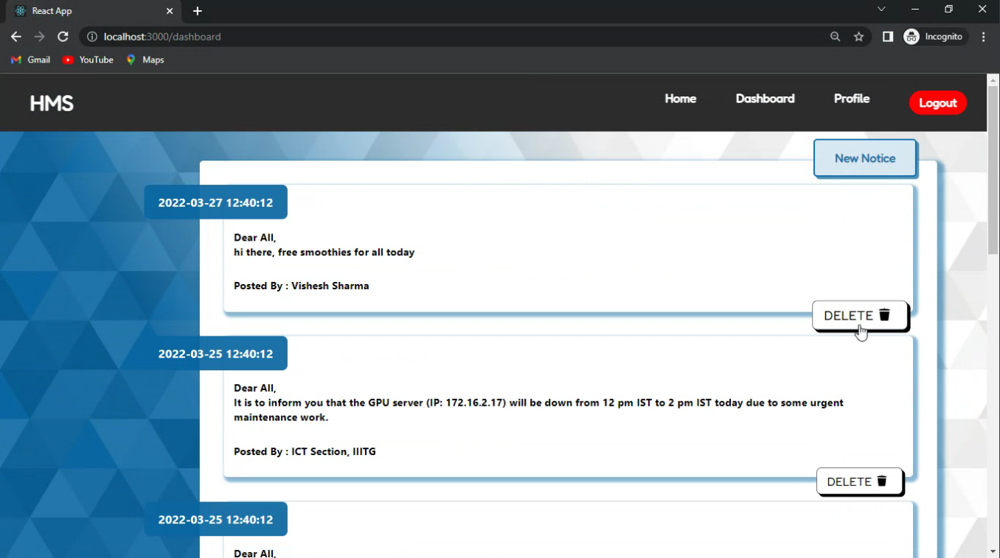 React App
localhost:3000/dashboard
Incognito
Gmail YouTube Maps
HMS
Home Dashboard Profile Logout
New Notice
2022-03-27 12:40:12
Dear All,
hi there, free smoothies for all today
Posted By : Vishesh Sharma
DELETE
2022-03-25 12:40:12
Dear All,
It is to inform you that the GPU server (IP: 172.16.2.17) will be down from 12 pm IST to 2 pm IST today due to some urgent
maintenance work.
Posted By : ICT Section, IIITG
DELETE
2022-03-25 12:40:12
Dear All,